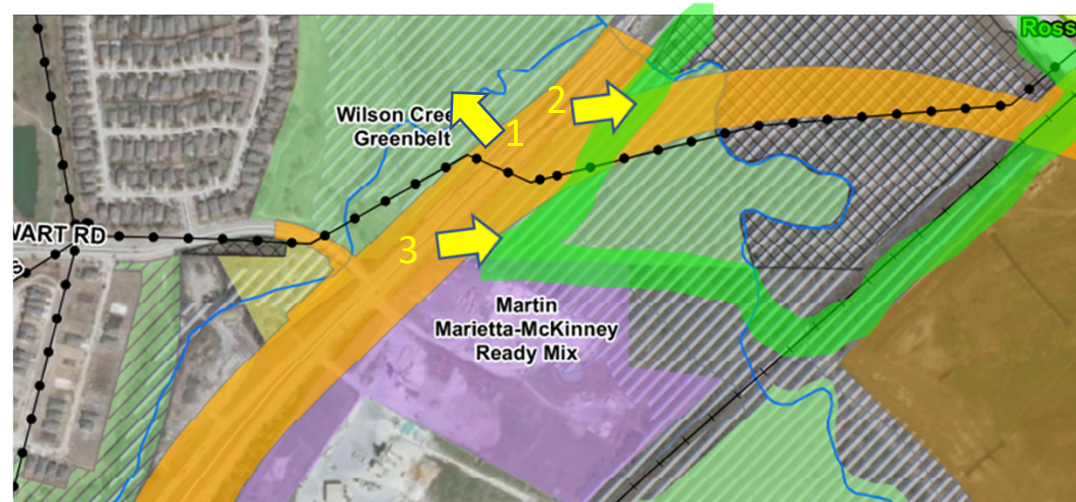 Ross
2
Wilson Cree
Greenbelt
1
WART RD
3
Martin
Marietta-McKinney
Ready Mix